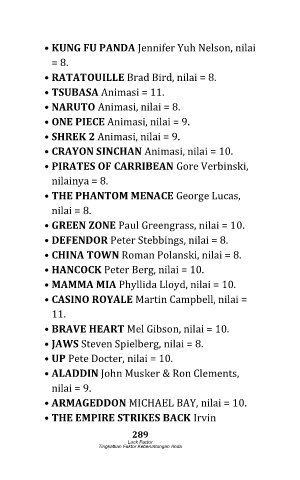 • KUNG FU PANDA Jennifer Yuh Nelson, nilai
= 8.
• RATATOUILLE Brad Bird, nilai = 8.
• TSUBASA Animasi = 11.
• NARUTO Animasi, nilai = 8.
• ONE PIECE Animasi, nilai = 9.
• SHREK 2 Animasi, nilai = 9.
• CRAYON SINCHAN Animasi, nilai = 10.
• PIRATES OF CARRIBEAN Gore Verbinski,
nilainya = 8.
• THE PHANTOM MENACE George Lucas,
nilai = 8.
• GREEN ZONE Paul Greengrass, nilai = 10.
• DEFENDOR Peter Stebbings, nilai = 8.
• CHINA TOWN Roman Polanski, nilai = 8.
• HANCOCK Peter Berg, nilai = 10.
• MAMMA MIA Phyllida Lloyd, nilai = 10.
• CASINO ROYALE Martin Campbell, nilai =
11.
• BRAVE HEART Mel Gibson, nilai = 10.
• JAWS Steven Spielberg, nilai = 8.
• UP Pete Docter, nilai = 10.
• ALADDIN John Musker & Ron Clements,
nilai = 9.
• ARMAGEDDON MICHAEL BAY, nilai = 10.
• THE EMPIRE STRIKES BACK Irvin
289
Luck Factor
Tingkatkan Faktor Keberuntungan Anda